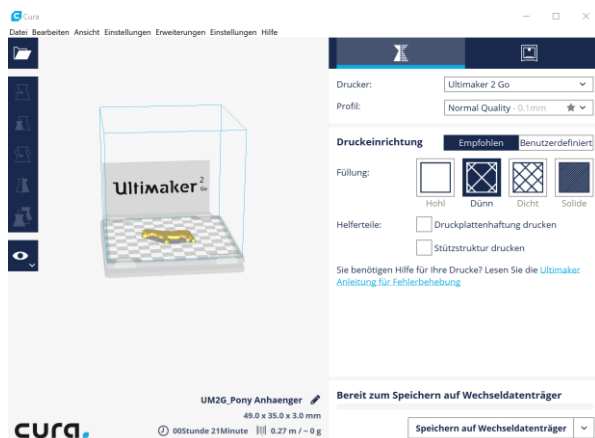 Cura
Datei Bearbeiten Ansicht Einstellungen Erweiterungen Einstellungen Hilfe
Drucker: Ultimaker 2 Go
Profil: Normal Quality - 0.1mm
Druckeinrichtung Empfohlen Benutzerdefiniert
Füllung:
Hohl Dünn Dicht Solide
Helferteile: Druckplattenhaftung drucken
Stützstruktur drucken
Sie benötigen Hilfe für Ihre Drucke? Lesen Sie die Ultimaker
Anleitung für Fehlerbehebung
Ultimaker 2 Go
UM2G_Pony Anhaenger
49.0 x 35.0 x 3.0 mm
00Stunde 21Minute 0.27 m / ~ 0 g
cura.
Bereit zum Speichern auf Wechseldatenträger
Speichern auf Wechseldatenträger